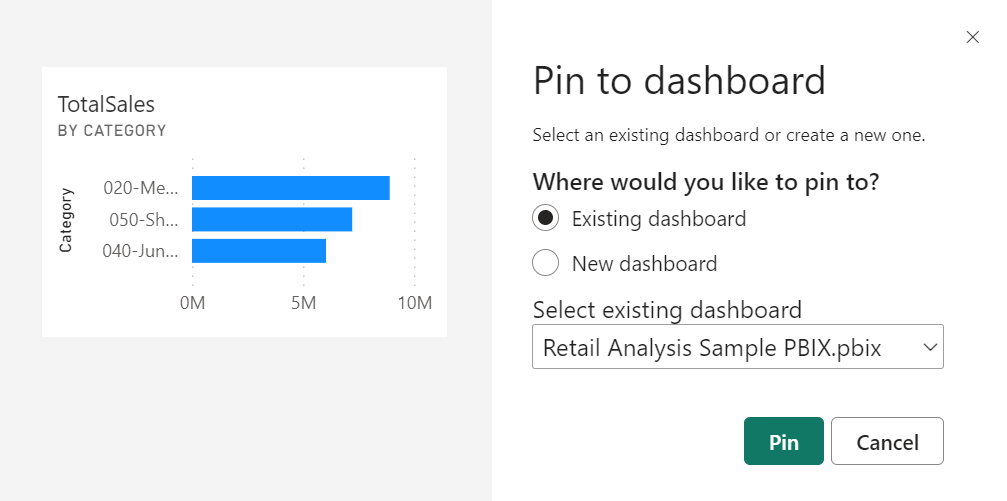 TotalSales
BY CATEGORY
Category
020-Me...
050-Sh...
040-Jun...
0M 5M 10M
Pin to dashboard
Select an existing dashboard or create a new one.
Where would you like to pin to?
Existing dashboard
New dashboard
Select existing dashboard
Retail Analysis Sample PBIX.pbix
Pin Cancel